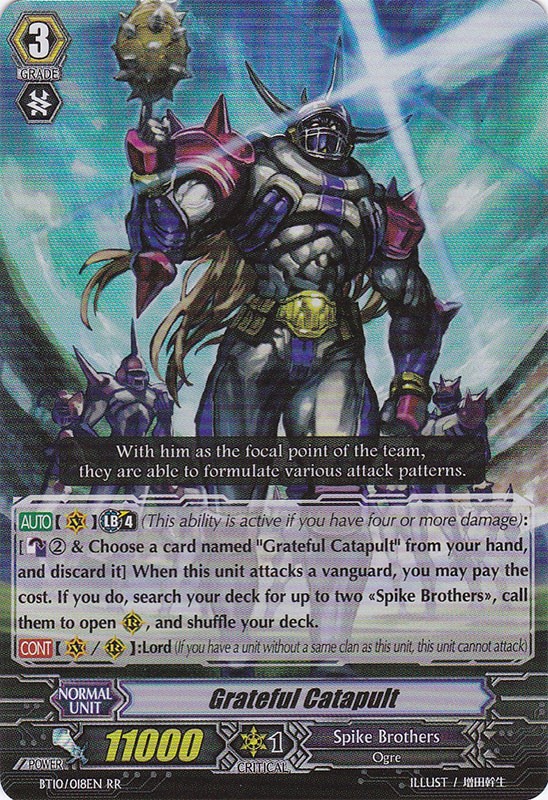 3
GRADE
With him as the focal point of the team,
they are able to formulate various attack patterns.
AUTO【 V 】 LB 4 (This ability is active if you have four or more damage):
[ ② & Choose a card named "Grateful Catapult" from your hand,
and discard it] When this unit attacks a vanguard, you may pay the
cost. If you do, search your deck for up to two «Spike Brothers», call
them to open R , and shuffle your deck.
CONT【 V / R 】:Lord (If you have a unit without a same clan as this unit, this unit cannot attack)
NORMAL
UNIT
Grateful Catapult
POWER
11000
1
CRITICAL
Spike Brothers
Ogre
BT10/018EN RR
ILLUST / 増田幹生